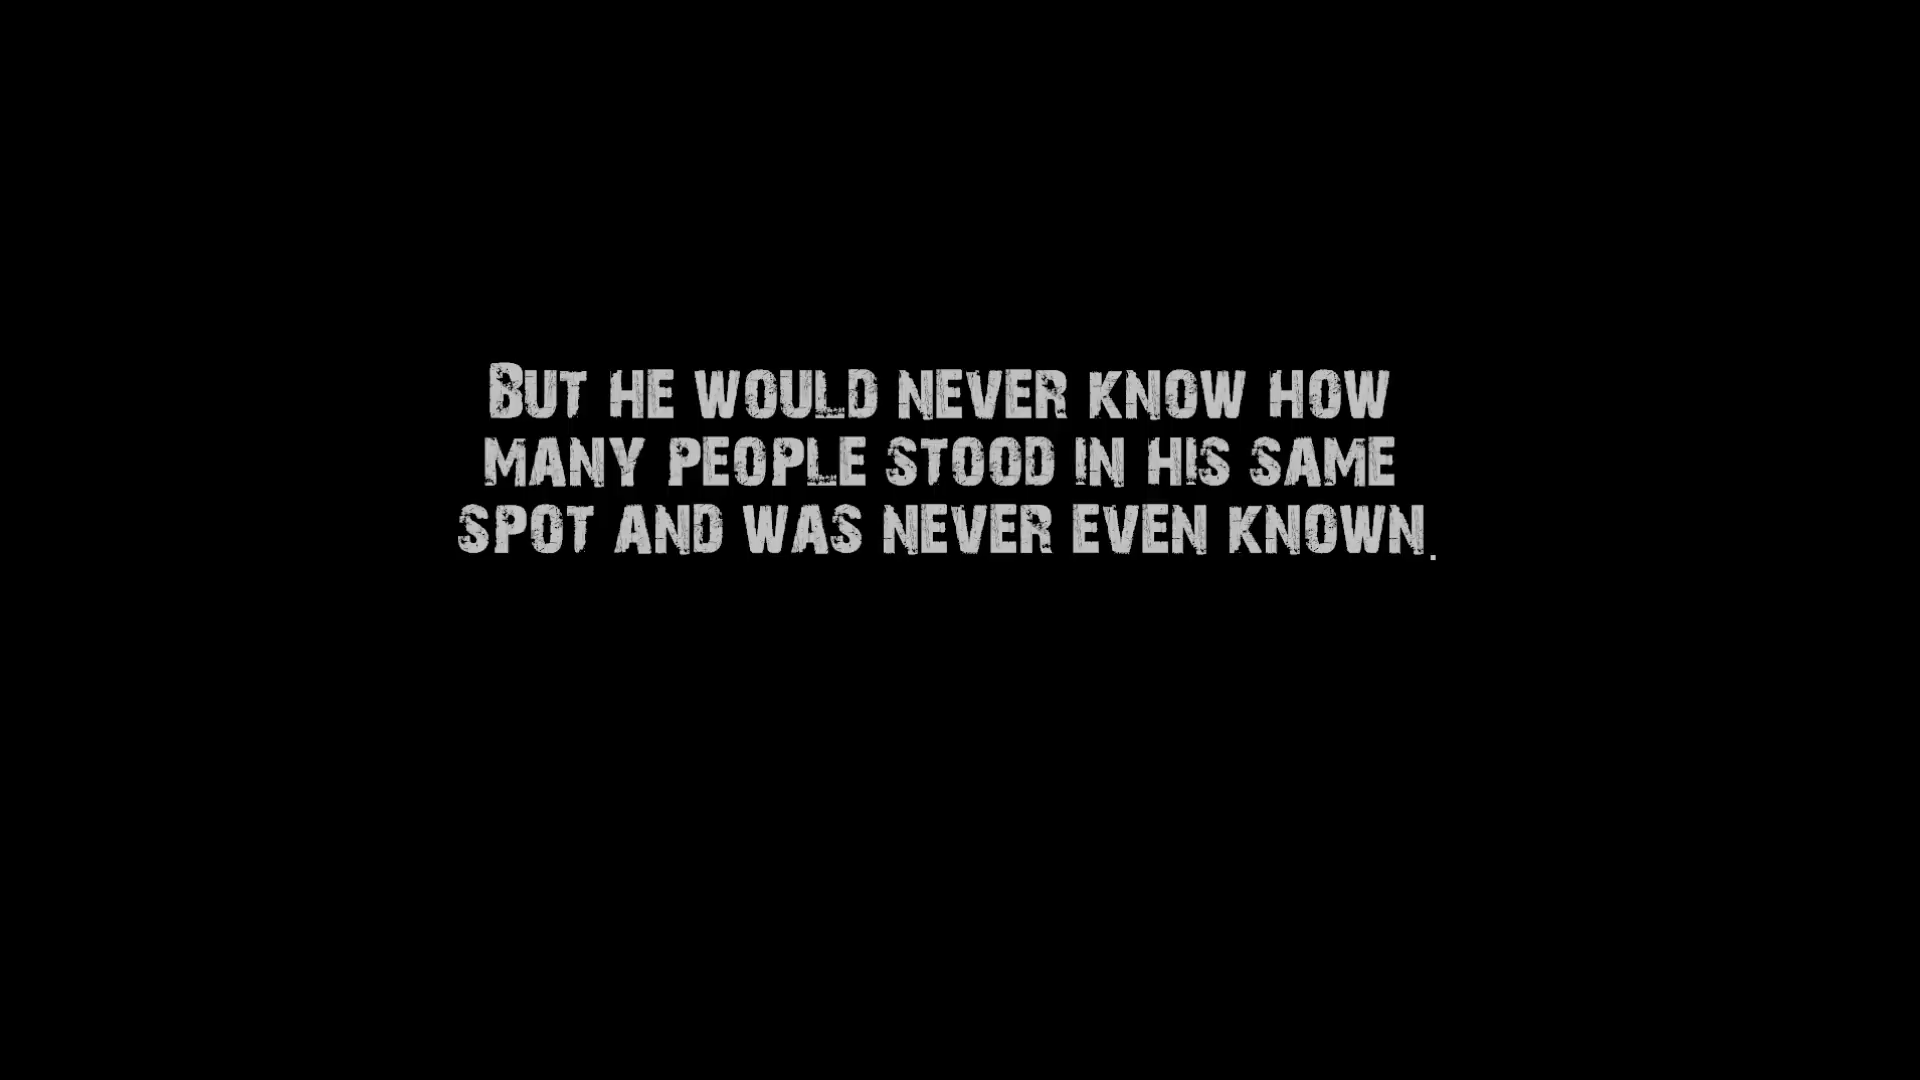 But he would never know how
many people stood in his same
spot and was never even known.